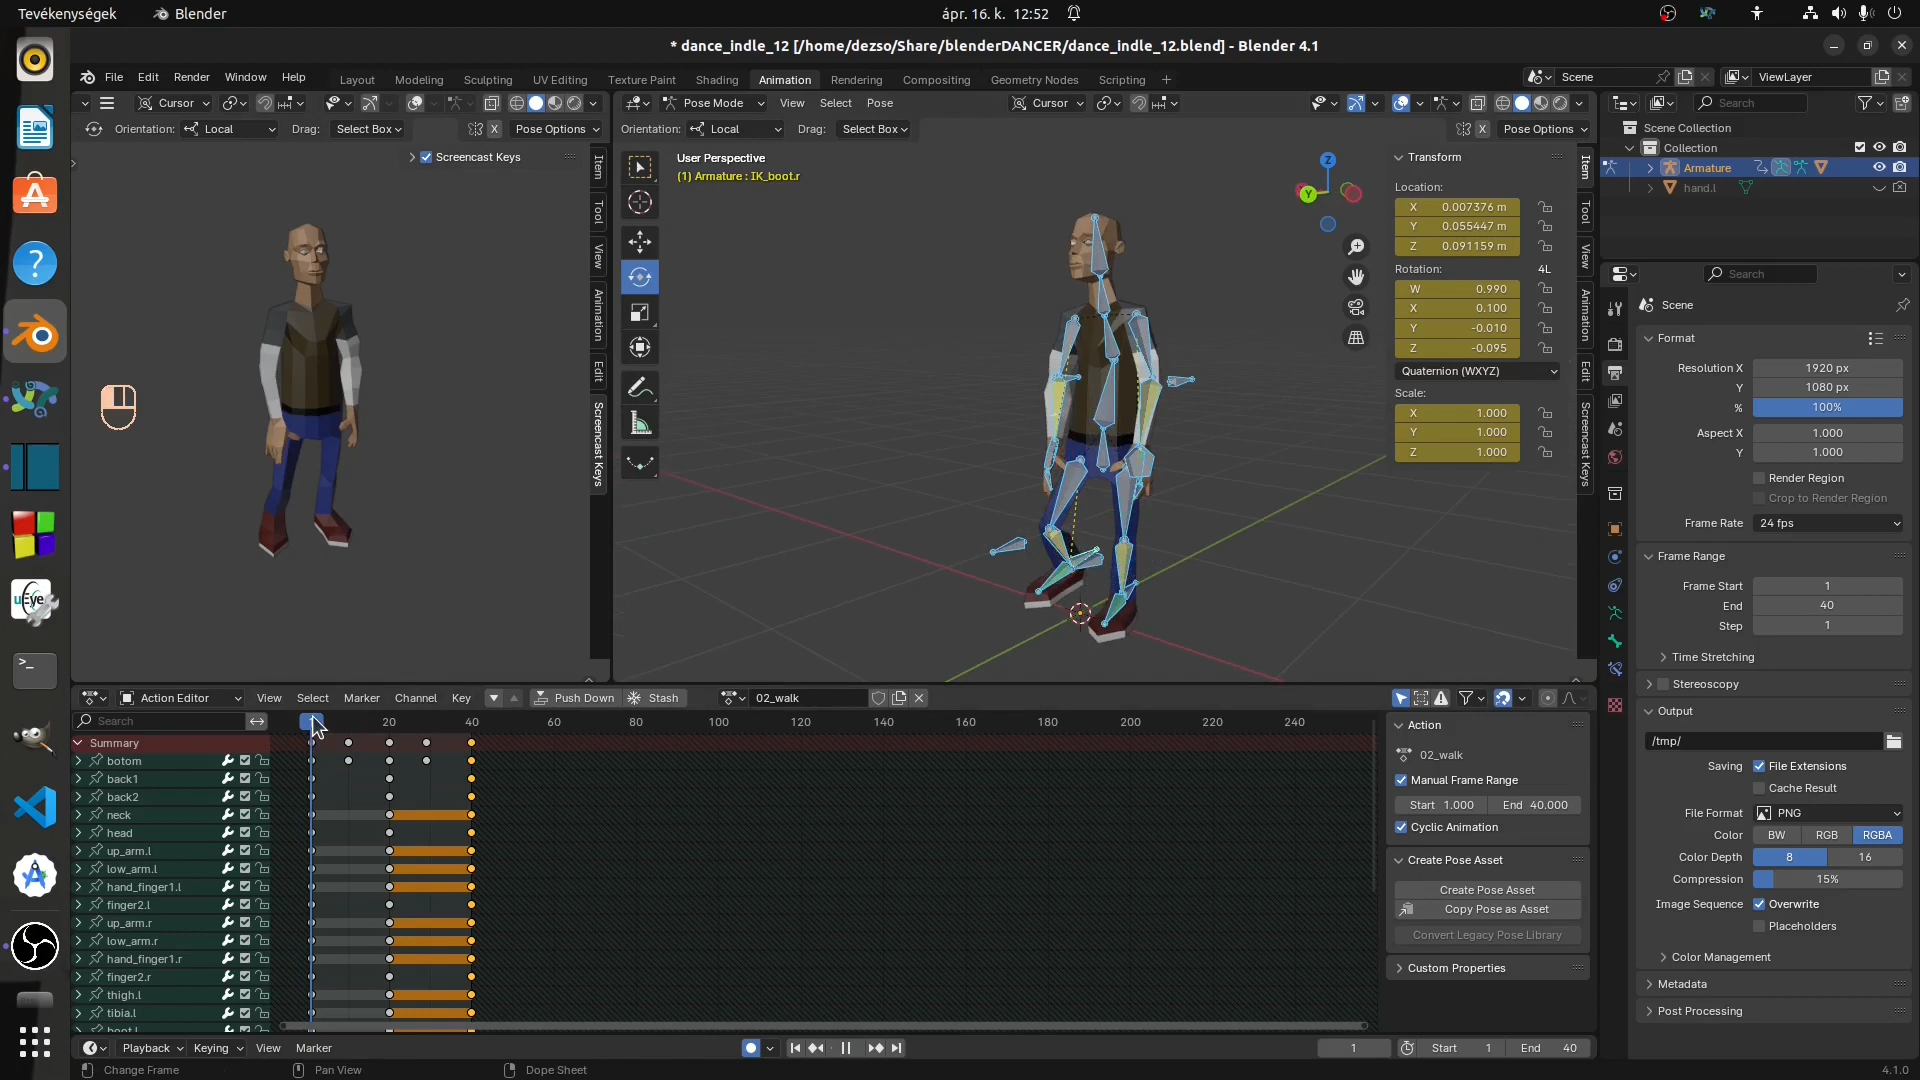 Tevékenységek
Blender
ápr. 16. k. 12:52
* dance_indle_12 [/home/dezso/Share/blenderDANCER/dance_indle_12.blend] - Blender 4.1
File Edit Render Window Help
Layout Modeling Sculpting UV Editing Texture Paint Shading Animation Rendering Compositing Geometry Nodes Scripting +
Scene
ViewLayer
Cursor
Pose Mode View Select Pose
Cursor
Search
Orientation: Local Drag: Select Box X Pose Options
Orientation: Local Drag: Select Box X Pose Options
Scene Collection
Collection
Armature
hand.l
Screencast Keys
Item
Tool
View
Animation
Edit
Screencast Keys
User Perspective
(1) Armature : IK_boot.r
Z
Y
Transform
Location:
X 0.007376 m
Y 0.055447 m
Z 0.091159 m
Rotation: 4L
W 0.990
X 0.100
Y -0.010
Z -0.095
Quaternion (WXYZ)
Scale:
X 1.000
Y 1.000
Z 1.000
Item
Tool
View
Animation
Edit
Screencast Keys
Search
Scene
Format
Resolution X 1920 px
Y 1080 px
% 100%
Aspect X 1.000
Y 1.000
Render Region
Crop to Render Region
Frame Rate 24 fps
Frame Range
Frame Start 1
End 40
Step 1
Time Stretching
Stereoscopy
Output
/tmp/
Saving File Extensions
Cache Result
File Format PNG
Color BW RGB RGBA
Color Depth 8 16
Compression 15%
Image Sequence Overwrite
Placeholders
Color Management
Metadata
Post Processing
Action Editor View Select Marker Channel Key Push Down Stash 02_walk
Search
20 40 60 80 100 120 140 160 180 200 220 240
Summary
botom
back1
back2
neck
head
up_arm.l
low_arm.l
hand_finger1.l
finger2.l
up_arm.r
low_arm.r
hand_finger1.r
finger2.r
thigh.l
tibia.l
boot.l
Action
02_walk
Manual Frame Range
Start 1.000 End 40.000
Cyclic Animation
Create Pose Asset
Create Pose Asset
Copy Pose as Asset
Convert Legacy Pose Library
Custom Properties
Playback Keying View Marker
1 Start 1 End 40
Change Frame Pan View Dope Sheet
4.1.0